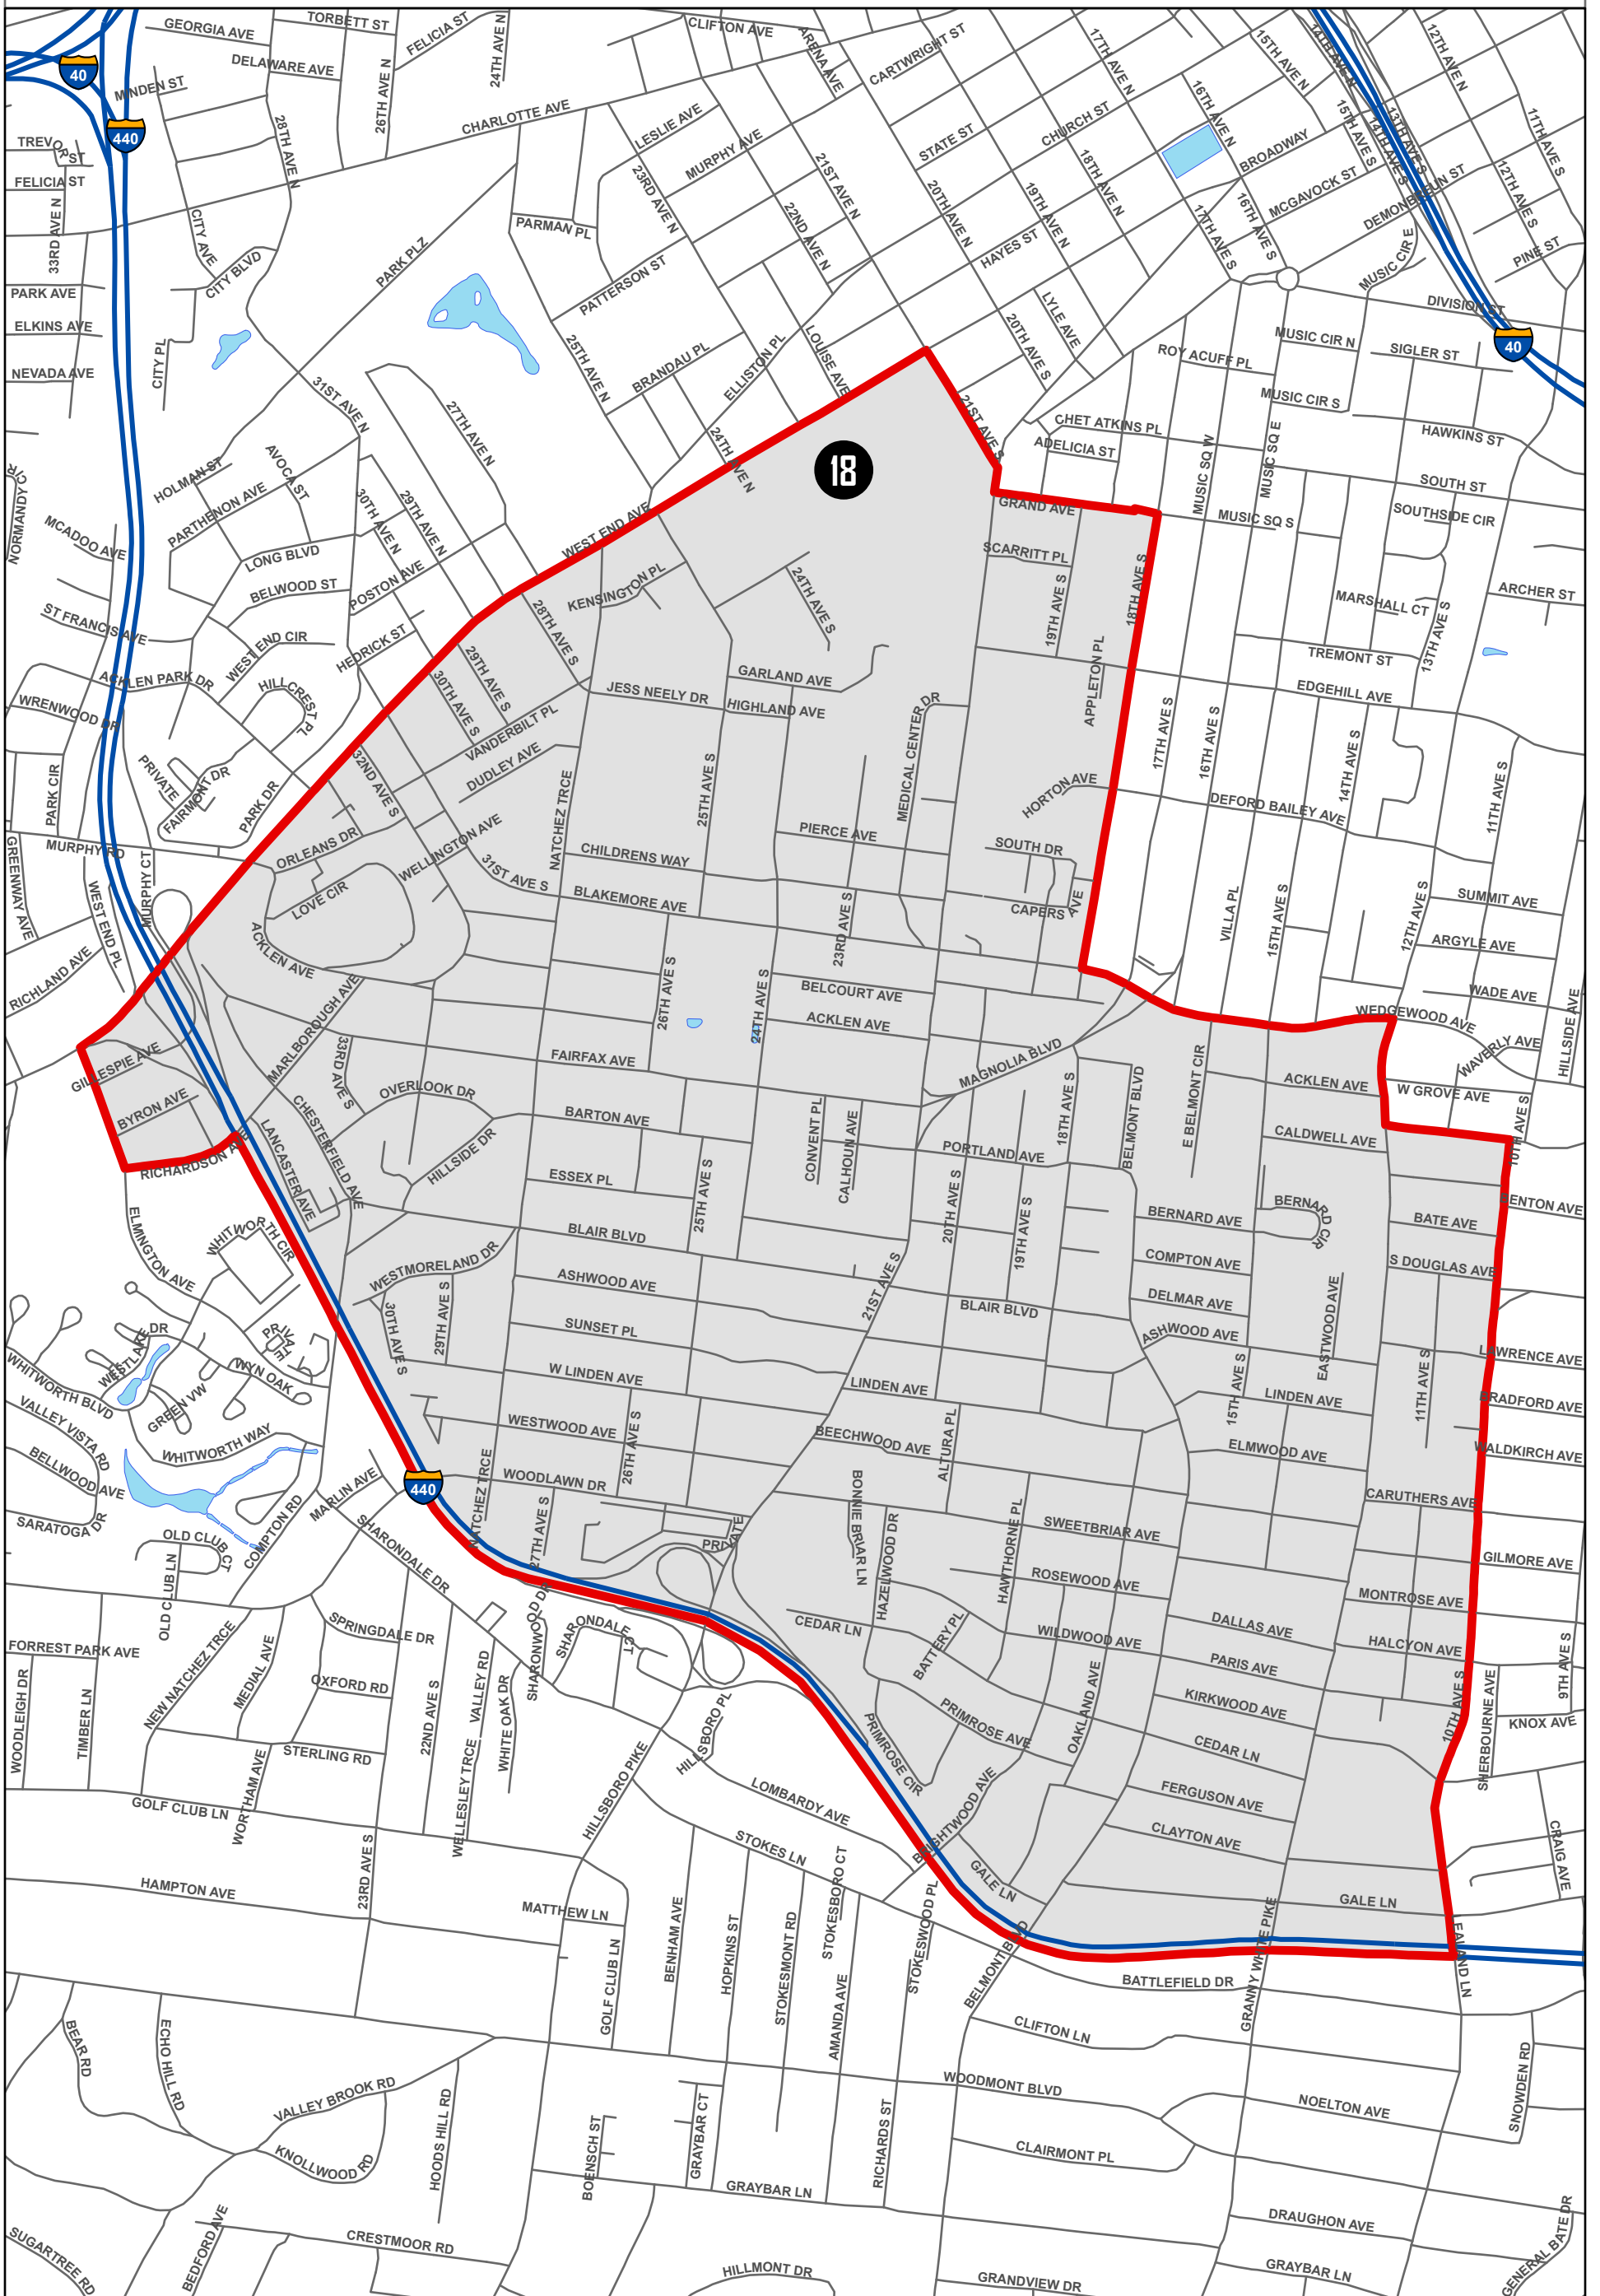 GEORGIA AVE
TORBETT ST
FELICIA ST
24TH AVE N
CLIFTON AVE
ARENA AVE
CARTWRIGHT ST
17TH AVE N
15TH AVE N
14TH AVE N
12TH AVE N
40
DELAWARE AVE
26TH AVE N
MINDEN ST
440
28TH AVE N
CHARLOTTE AVE
LESLIE AVE
MURPHY AVE
STATE ST
CHURCH ST
16TH AVE N
15TH AVE S
14TH AVE S
13TH AVE S
11TH AVE S
TREVOR ST
FELICIA ST
23RD AVE N
21ST AVE N
20TH AVE N
19TH AVE N
18TH AVE N
BROADWAY
MCGAVOCK ST
DEMONBREUN ST
12TH AVE S
33RD AVE N
CITY AVE
CITY BLVD
PARK PLZ
PARMAN PL
PATTERSON ST
22ND AVE N
HAYES ST
17TH AVE S
16TH AVE S
MUSIC CIR E
PINE ST
PARK AVE
ELKINS AVE
NEVADA AVE
CITY PL
25TH AVE N
BRANDAU PL
ELLISTON PL
LOUISE AVE
20TH AVE S
LYLE AVE
DIVISION ST
40
ROY ACUFF PL
MUSIC CIR N
SIGLER ST
31ST AVE N
27TH AVE N
24TH AVE N
21ST AVE S
CHET ATKINS PL
ADELICIA ST
MUSIC CIR S
HAWKINS ST
MUSIC SQ W
MUSIC SQ E
18
HOLMAN ST
AVOCA ST
PARTHENON AVE
30TH AVE N
29TH AVE N
WEST END AVE
GRAND AVE
MUSIC SQ S
SOUTH ST
SOUTHSIDE CIR
NORMANDY CIR
MCADOO AVE
LONG BLVD
BELWOOD ST
POSTON AVE
KENSINGTON PL
24TH AVE S
SCARRITT PL
19TH AVE S
18TH AVE S
ARCHER ST
MARSHALL CT
13TH AVE S
ST FRANCIS AVE
WEST END CIR
HEDRICK ST
28TH AVE S
29TH AVE S
30TH AVE S
GARLAND AVE
TREMONT ST
ACKLEN PARK DR
HILLCREST PL
JESS NEELY DR
HIGHLAND AVE
MEDICAL CENTER DR
APPLETON PL
EDGEHILL AVE
WRENWOOD DR
VANDERBILT PL
DUDLEY AVE
32ND AVE S
17TH AVE S
16TH AVE S
14TH AVE S
PARK CIR
PRIVATE
FAIRMONT DR
PARK DR
NATCHEZ TRCE
25TH AVE S
HORTON AVE
DEFORD BAILEY AVE
11TH AVE S
MURPHY RD
MURPHY CT
GREENWAY AVE
WEST END PL
ORLEANS DR
WELLINGTON AVE
CHILDRENS WAY
PIERCE AVE
SOUTH DR
31ST AVE S
LOVE CIR
BLAKEMORE AVE
23RD AVE S
CAPERS AVE
VILLA PL
15TH AVE S
12TH AVE S
SUMMIT AVE
ARGYLE AVE
RICHLAND AVE
ACKLEN AVE
MARLBOROUGH AVE
26TH AVE S
24TH AVE S
BELCOURT AVE
ACKLEN AVE
WADE AVE
WEDGEWOOD AVE
HILLSIDE AVE
WAVERLY AVE
GILLESPIE AVE
BYRON AVE
33RD AVE S
FAIRFAX AVE
MAGNOLIA BLVD
E BELMONT CIR
ACKLEN AVE
W GROVE AVE
OVERLOOK DR
BARTON AVE
CONVENT PL
CALHOUN AVE
18TH AVE S
BELMONT BLVD
CALDWELL AVE
10TH AVE S
RICHARDSON AVE
LANCASTER AVE
CHESTERFIELD AVE
HILLSIDE DR
PORTLAND AVE
ESSEX PL
25TH AVE S
20TH AVE S
19TH AVE S
BERNARD AVE
BERNARD CIR
BENTON AVE
BATE AVE
ELMINGTON AVE
WHITWORTH CIR
BLAIR BLVD
WESTMORELAND DR
ASHWOOD AVE
21ST AVE S
BLAIR BLVD
COMPTON AVE
DELMAR AVE
S DOUGLAS AVE
30TH AVE S
29TH AVE S
SUNSET PL
ASHWOOD AVE
EASTWOOD AVE
WESTLAKE DR
PRIVATE
WYN OAK
GREEN VW
W LINDEN AVE
LINDEN AVE
15TH AVE S
LINDEN AVE
11TH AVE S
LAWRENCE AVE
BRADFORD AVE
WHITWORTH BLVD
VALLEY VISTA RD
WHITWORTH WAY
WESTWOOD AVE
26TH AVE S
BEECHWOOD AVE
ALTURA PL
ELMWOOD AVE
WALDKIRCH AVE
BELLWOOD AVE
SARATOGA DR
440
NATCHEZ TRCE
WOODLAWN DR
BONNIE BRIAR LN
CARUTHERS AVE
MARLIN AVE
COMPTON RD
OLD CLUB CT
OLD CLUB LN
SHARONDALE DR
27TH AVE S
PRIVATE
HAZELWOOD DR
HAWTHORNE PL
SWEETBRIAR AVE
ROSEWOOD AVE
GILMORE AVE
MONTROSE AVE
FORREST PARK AVE
NEW NATCHEZ TRCE
SPRINGDALE DR
SHARONWOOD DR
SHARONDALE CT
CEDAR LN
BATTERY PL
WILDWOOD AVE
DALLAS AVE
HALCYON AVE
9TH AVE S
WOODLEIGH DR
TIMBER LN
MEDIAL AVE
OXFORD RD
22ND AVE S
VALLEY RD
WHITE OAK DR
HILLSBORO PL
PRIMROSE AVE
PRIMROSE CIR
OAKLAND AVE
PARIS AVE
KIRKWOOD AVE
10TH AVE S
SHERBOURNE AVE
KNOX AVE
STERLING RD
WORTHAM AVE
WELLESLEY TRCE
HILLSBORO PIKE
CEDAR LN
GOLF CLUB LN
LOMBARDY AVE
BRIGHTWOOD AVE
FERGUSON AVE
CLAYTON AVE
CRAIG AVE
STOKES LN
HAMPTON AVE
23RD AVE S
MATTHEW LN
GOLF CLUB LN
BENHAM AVE
HOPKINS ST
STOKESMONT RD
STOKESBORO CT
STOKESWOOD PL
GALE LN
GALE LN
BELMONT BLVD
GRANNY WHITE PIKE
LEALAND LN
BATTLEFIELD DR
AMANDA AVE
CLIFTON LN
BEAR RD
ECHO HILL RD
VALLEY BROOK RD
KNOLLWOOD RD
HOODS HILL RD
BOENSCH ST
GRAYBAR CT
RICHARDS ST
WOODMONT BLVD
NOELTON AVE
SNOWDEN RD
CLAIRMONT PL
GRAYBAR LN
SUGARTREE RD
BEDFORD AVE
CRESTMOOR RD
HILLMONT DR
GRANDVIEW DR
DRAUGHON AVE
GRAYBAR LN
GENERAL BATE DR